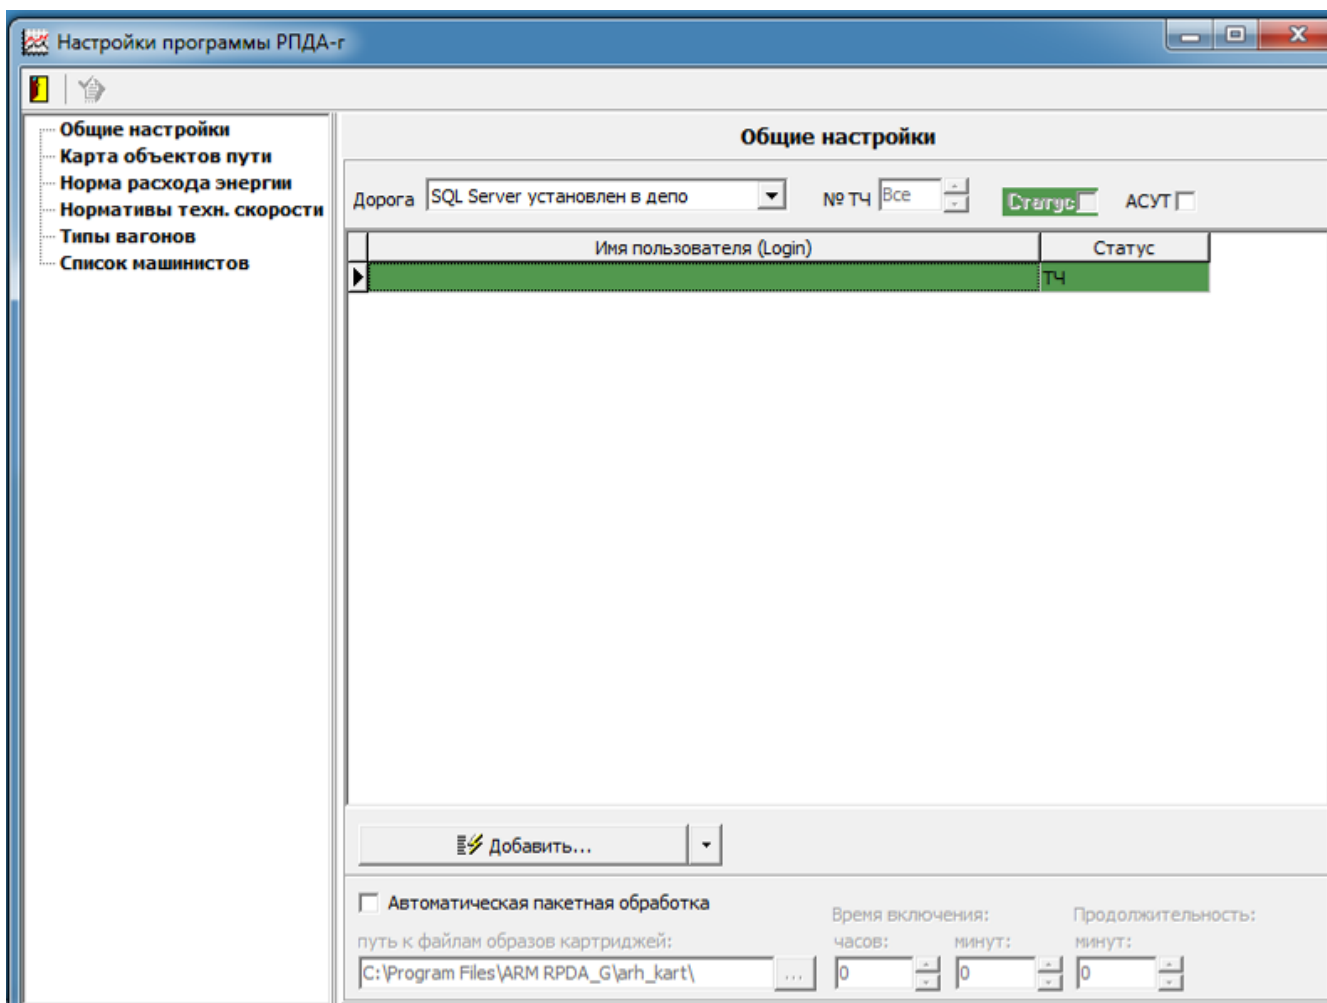 Настройки программы РПДА-г
Общие настройки
Карта объектов пути
Норма расхода энергии
Нормативы техн. скорости
Типы вагонов
Список машинистов
Общие настройки
Дорога SQL Server установлен в депо № ТЧ Все Статус АСУТ
Имя пользователя (Login) Статус
ТЧ
Добавить...
Автоматическая пакетная обработка
Время включения: Продолжительность:
путь к файлам образов картриджей: часов: минут: минут:
C:\Program Files\ARM RPDA_G\arh_kart\ ... 0 0 0